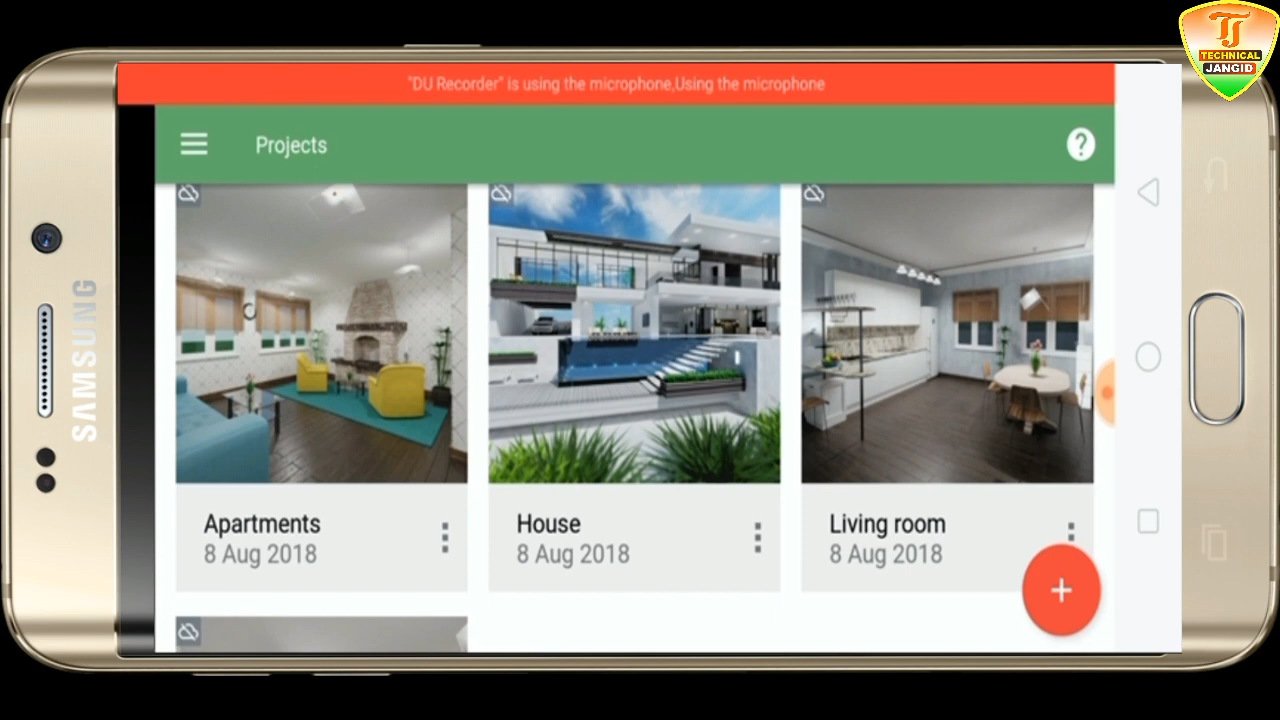 "DU Recorder" is using the microphone,Using the microphone
Projects
?
TJ
TECHNICAL
JANGID
SAMSUNG
Apartments
8 Aug 2018
House
8 Aug 2018
Living room
8 Aug 2018
+